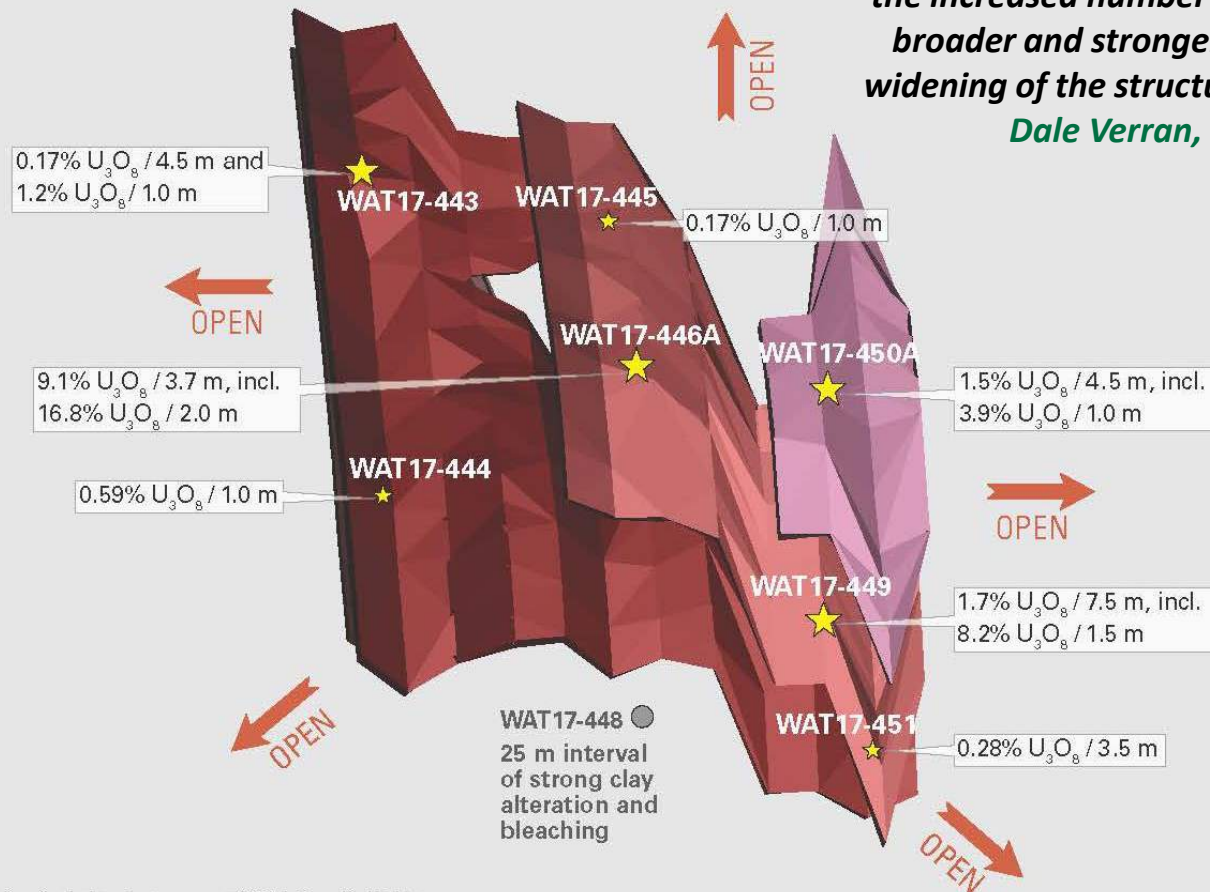 the increased number
broader and stronge
widening of the structu
Dale Verran,
OPEN
0.17% U₃O₈ / 4.5 m and
1.2% U₃O₈ / 1.0 m
WAT17-443
WAT17-445
0.17% U₃O₈ / 1.0 m
OPEN
WAT17-446A
WAT17-450A
9.1% U₃O₈ / 3.7 m, incl.
16.8% U₃O₈ / 2.0 m
1.5% U₃O₈ / 4.5 m, incl.
3.9% U₃O₈ / 1.0 m
WAT17-444
0.59% U₃O₈ / 1.0 m
OPEN
WAT17-449
1.7% U₃O₈ / 7.5 m, incl.
8.2% U₃O₈ / 1.5 m
OPEN
WAT17-448
25 m interval
of strong clay
alteration and
bleaching
WAT17-451
0.28% U₃O₈ / 3.5 m
OPEN